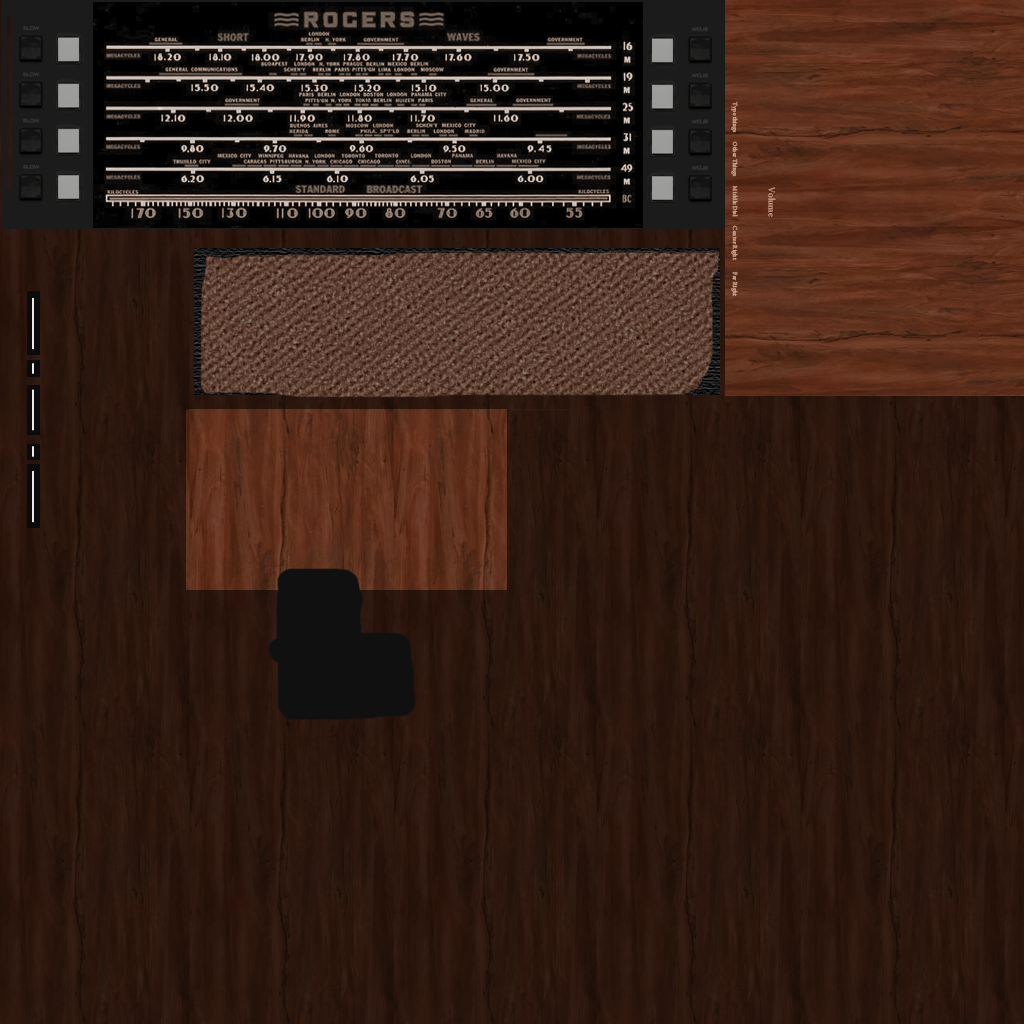 ROGERS
LONDON
GENERAL SHORT BERLIN N. YORK GOVERNMENT WAVES GOVERNMENT
16 M
MEGACYCLES 18.20 18.10 18.00 17.90 17.80 17.70 17.60 17.50 MEGACYCLES
BUDAPEST LONDON N. YORK PRAGUE BERLIN MEXICO BERLIN
GENERAL COMMUNICATIONS SCHEN'Y BERLIN PARIS PITTS'GH LIMA LONDON MOSCOW GOVERNMENT
19 M
MEGACYCLES 15.50 15.40 15.30 15.20 15.10 15.00 MEGACYCLES
PARIS BERLIN LONDON BOSTON LONDON PANAMA CITY
GOVERNMENT PITTS'G N. YORK TOKIO BERLIN HUIZEN PARIS GENERAL GOVERNMENT
25 M
MEGACYCLES 12.10 12.00 11.90 11.80 11.70 11.60 MEGACYCLES
BUENOS AIRES MOSCOW LONDON SCHEN'Y MEXICO CITY
MERIDA ROME PHILA. SP'F'LD BERLIN LONDON MADRID
31 M
9.80 9.70 9.60 9.50 9.45
MEXICO CITY WINNIPEG HAVANA LONDON TORONTO TORONTO LONDON PANAMA HAVANA
TRUJILLO CITY CARACAS PITTSBURGH N. YORK CHICAGO CHICAGO CINCI. BOSTON BERLIN MEXICO CITY
49 M
MEGACYCLES 6.20 6.15 6.10 6.05 6.00 MEGACYCLES
STANDARD BROADCAST
KILOCYCLES KILOCYCLES
BC
170 150 130 110 100 90 80 70 65 60 55
Volume
Other Things
Middle Dial
Center Right
Far Right